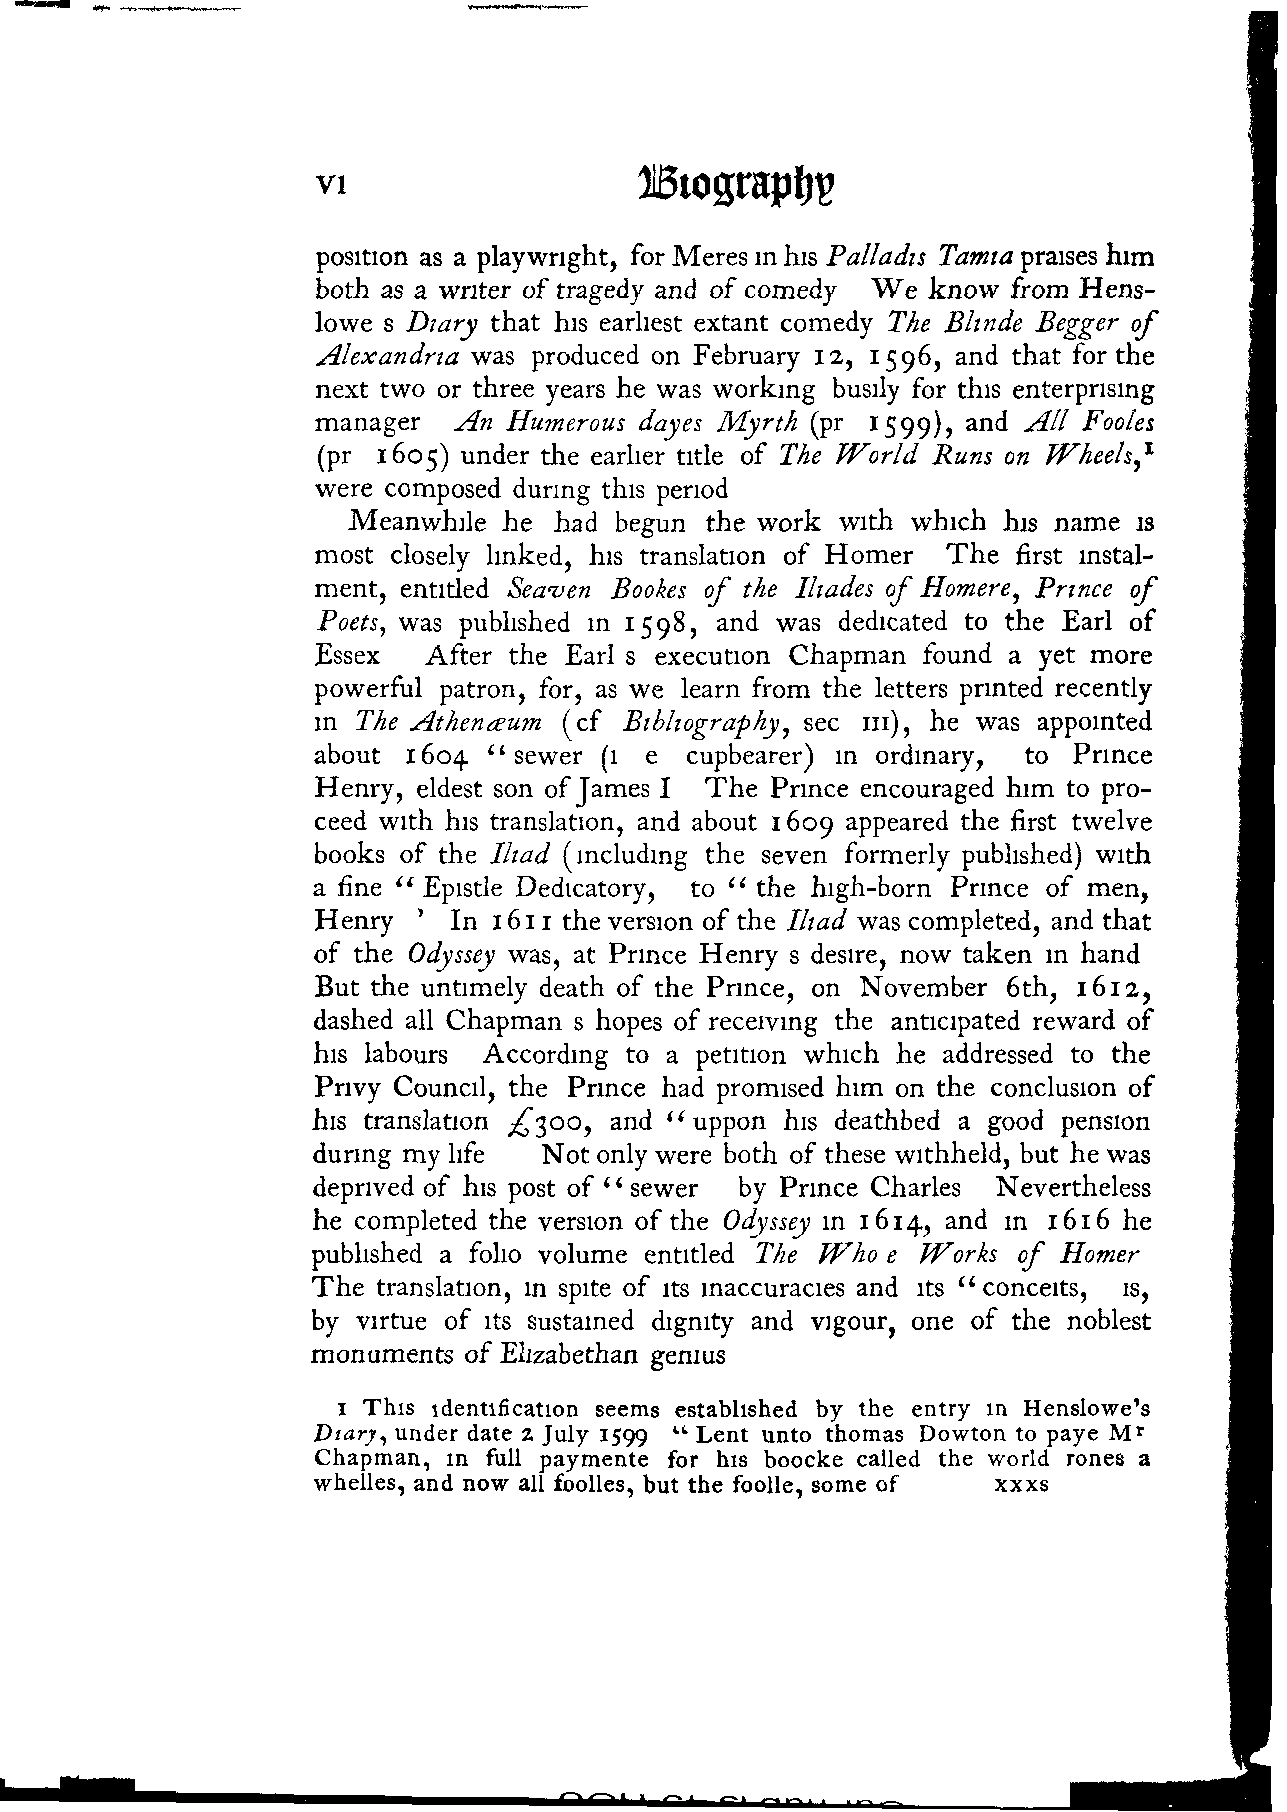 vi Biography
position as a playwright, for Meres in his Palladis Tamia praises him
both as a writer of tragedy and of comedy We know from Hens-
lowe s Diary that his earliest extant comedy The Blinde Begger of
Alexandria was produced on February 12, 1596, and that for the
next two or three years he was working busily for this enterprising
manager An Humerous dayes Myrth (pr 1599), and All Fooles
(pr 1605) under the earlier title of The World Runs on Wheels,¹
were composed during this period
Meanwhile he had begun the work with which his name is
most closely linked, his translation of Homer The first instal-
ment, entitled Seaven Bookes of the Iliades of Homere, Prince of
Poets, was published in 1598, and was dedicated to the Earl of
Essex After the Earl s execution Chapman found a yet more
powerful patron, for, as we learn from the letters printed recently
in The Athenæum (cf Bibliography, sec iii), he was appointed
about 1604 “ sewer (i e cupbearer) in ordinary, to Prince
Henry, eldest son of James I The Prince encouraged him to pro-
ceed with his translation, and about 1609 appeared the first twelve
books of the Iliad (including the seven formerly published) with
a fine “ Epistle Dedicatory, to “ the high-born Prince of men,
Henry ’ In 1611 the version of the Iliad was completed, and that
of the Odyssey was, at Prince Henry s desire, now taken in hand
But the untimely death of the Prince, on November 6th, 1612,
dashed all Chapman s hopes of receiving the anticipated reward of
his labours According to a petition which he addressed to the
Privy Council, the Prince had promised him on the conclusion of
his translation £300, and “ uppon his deathbed a good pension
during my life Not only were both of these withheld, but he was
deprived of his post of “ sewer by Prince Charles Nevertheless
he completed the version of the Odyssey in 1614, and in 1616 he
published a folio volume entitled The Who e Works of Homer
The translation, in spite of its inaccuracies and its “ conceits, is,
by virtue of its sustained dignity and vigour, one of the noblest
monuments of Elizabethan genius
1 This identification seems established by the entry in Henslowe’s
Diary, under date 2 July 1599 “ Lent unto thomas Dowton to paye Mʳ
Chapman, in full paymente for his boocke called the world rones a
whelles, and now all foolles, but the foolle, some of xxxs